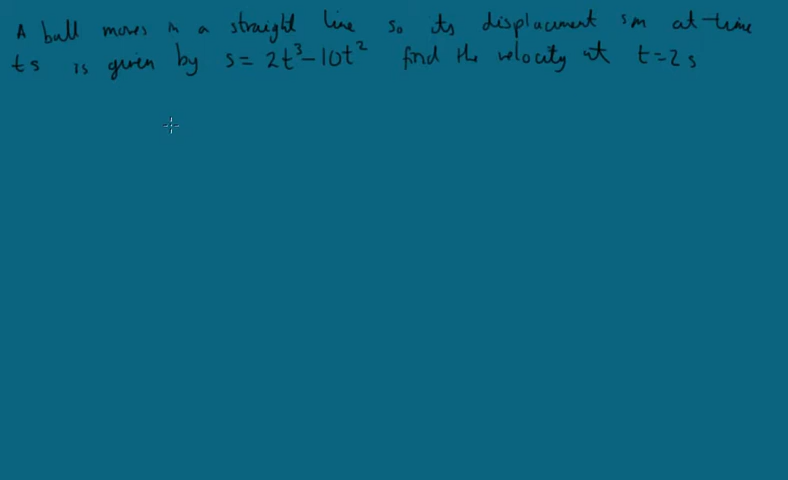 A ball moves in a straight line so its displacement s m at time
t s is given by s = 2t³ - 10t² find the velocity at t = 2 s